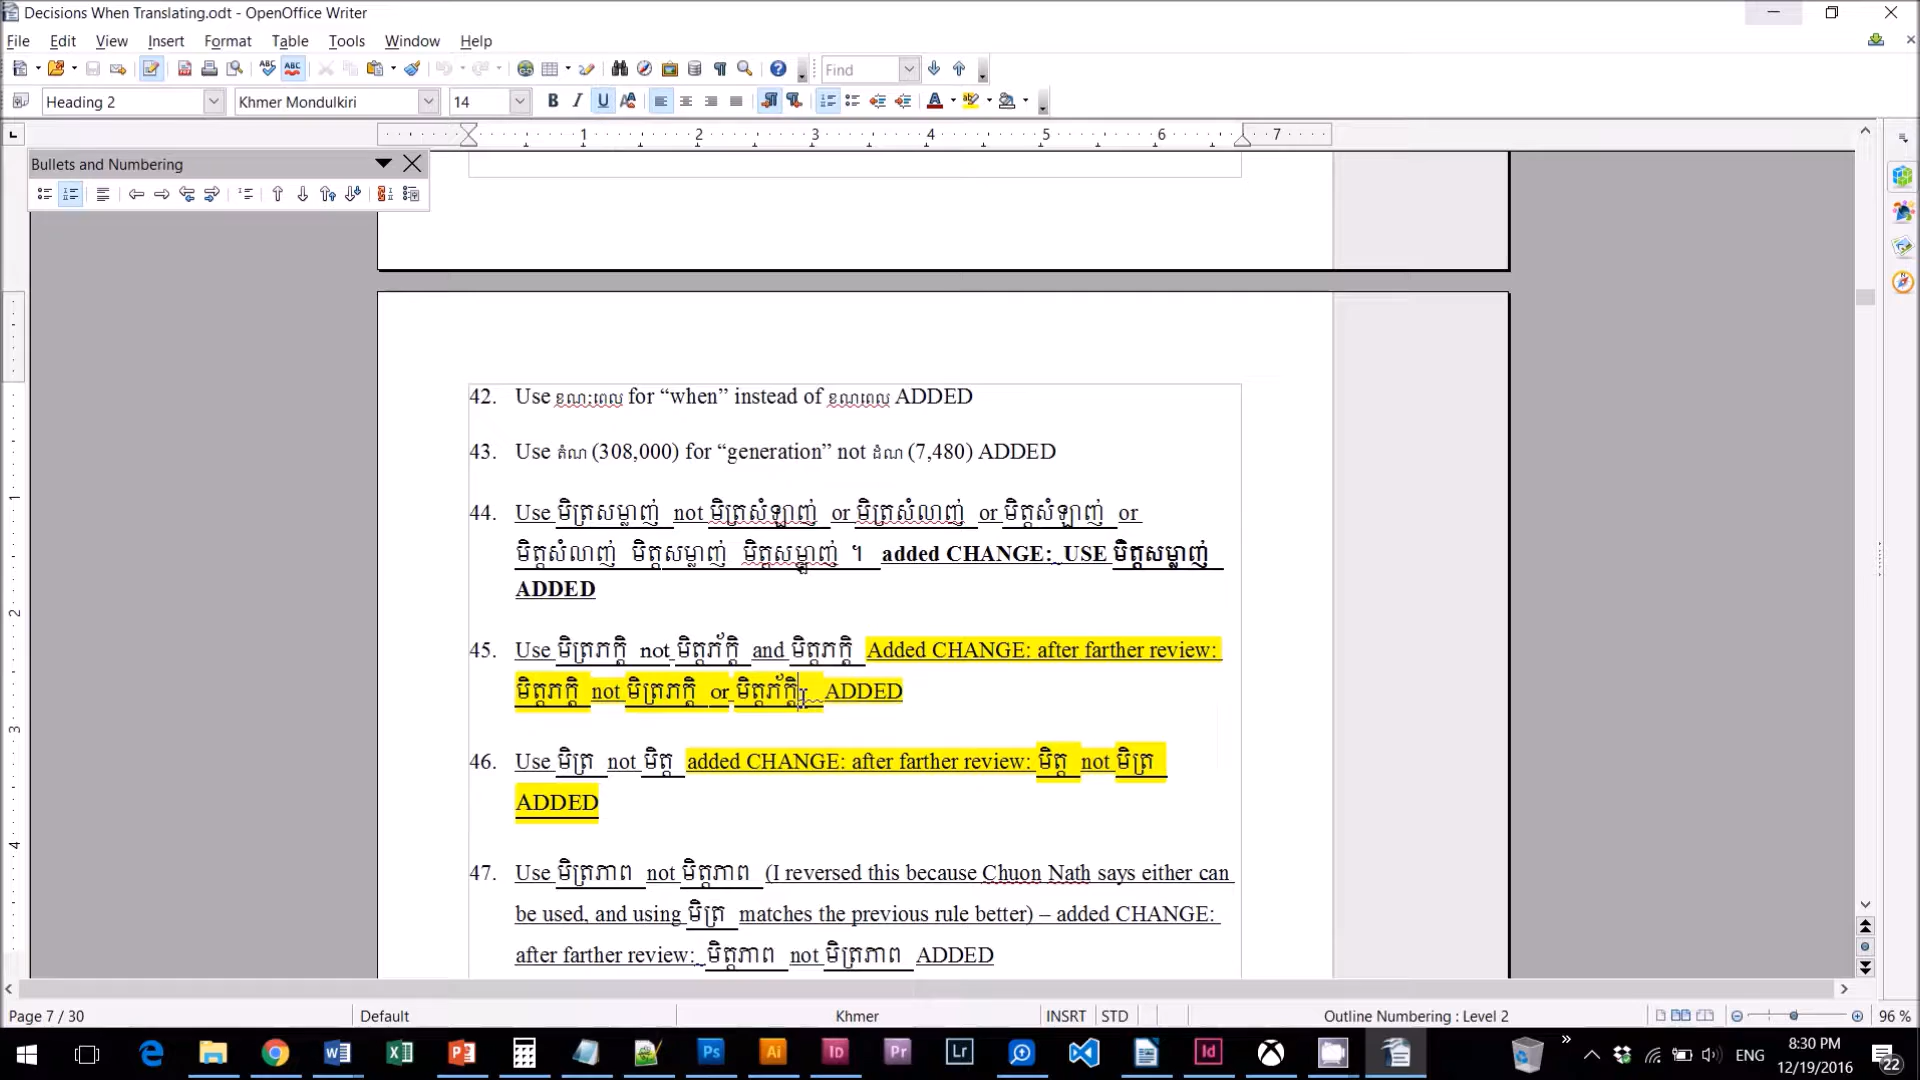 Decisions When Translating.odt - OpenOffice Writer
File Edit View Insert Format Table Tools Window Help
Find
Heading 2 Khmer Mondulkiri 14
1 2 3 4 5 6 7
Bullets and Numbering
42. Use ខណៈពេល for “when” instead of ខណពេល ADDED
43. Use តំណ (308,000) for “generation” not ដំណ (7,480) ADDED
44. Use មិត្រសម្លាញ់ not មិត្រសំឡាញ់ or មិត្រសំលាញ់ or មិត្តសំឡាញ់ or
មិត្តសំលាញ់ មិត្តសម្លាញ់ មិត្តសម្ឡាញ់ ។ added CHANGE: USE មិត្តសម្លាញ់
ADDED
45. Use មិត្រភក្តិ not មិត្តភ័ក្តិ and មិត្តភក្តិ Added CHANGE: after farther review:
មិត្តភក្តិ not មិត្រភក្តិ or មិត្តភ័ក្តិ ADDED
46. Use មិត្រ not មិត្ត added CHANGE: after farther review: មិត្ត not មិត្រ
ADDED
47. Use មិត្រភាព not មិត្តភាព (I reversed this because Chuon Nath says either can
be used, and using មិត្រ matches the previous rule better) – added CHANGE:
after farther review: មិត្តភាព not មិត្រភាព ADDED
Page 7 / 30 Default Khmer INSRT STD Outline Numbering : Level 2 96 %
ENG 8:30 PM
12/19/2016 22